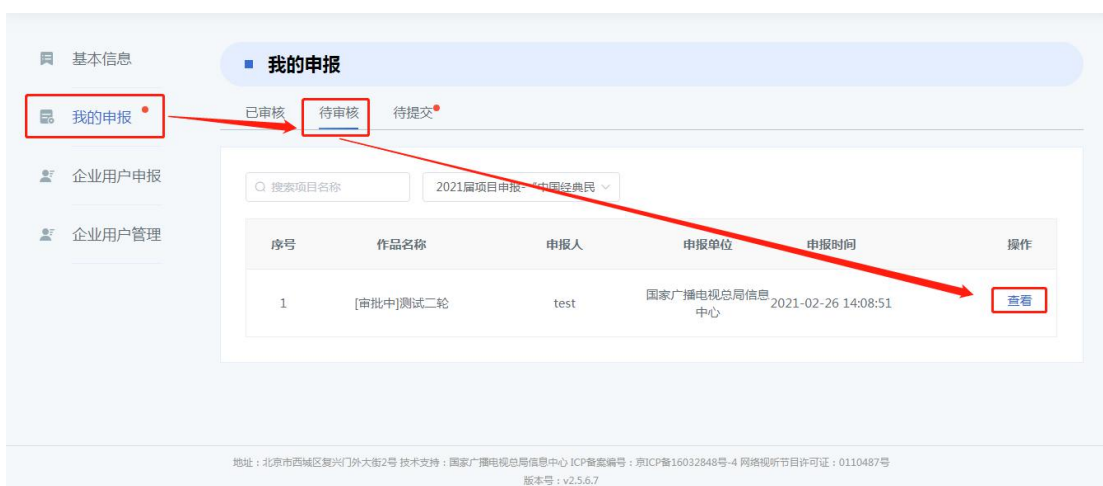 基本信息
我的申报
企业用户申报
企业用户管理
我的申报
已审核 待审核 待提交
搜索项目名称 2021届项目申报-《中国经典民
序号 作品名称 申报人 申报单位 申报时间 操作
1 [审批中]测试二轮 test 国家广播电视总局信息中心 2021-02-26 14:08:51 查看
地址：北京市西城区复兴门外大街2号 技术支持：国家广播电视总局信息中心 ICP备案编号：京ICP备16032848号-4 网络视听节目许可证：0110487号
版本号：v2.5.6.7